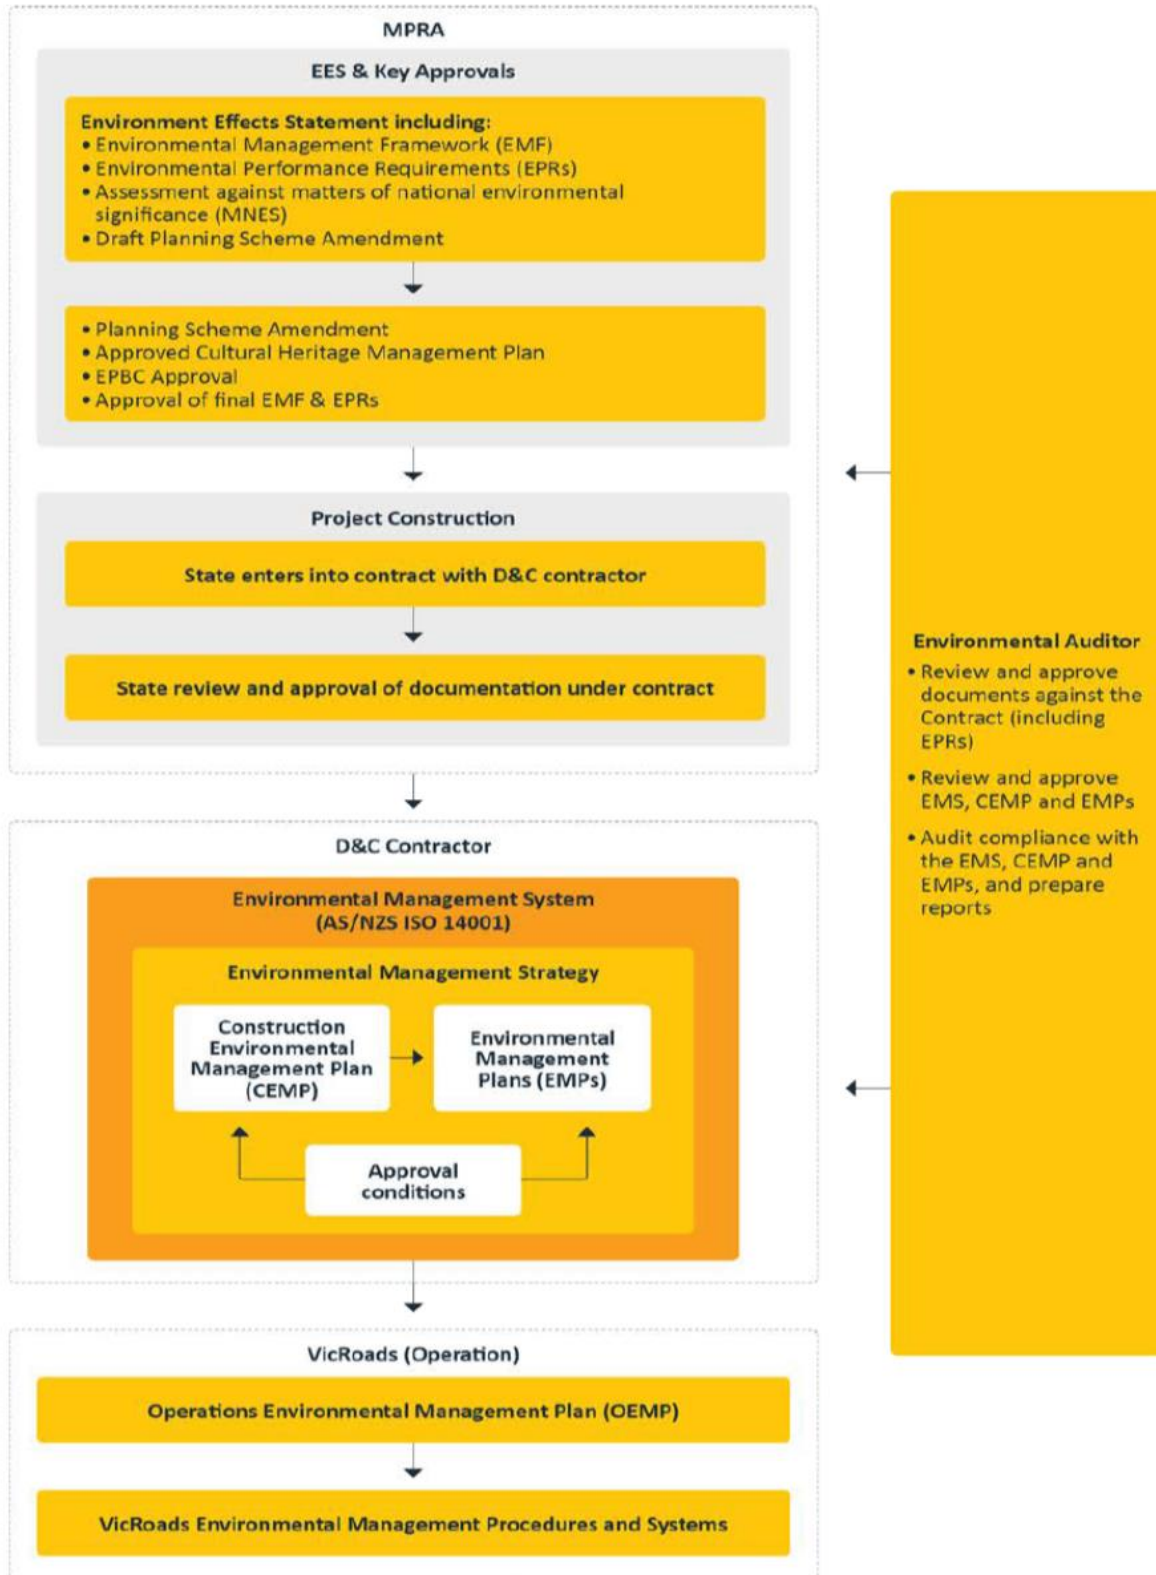 MPRA
EES & Key Approvals
Environment Effects Statement including:
• Environmental Management Framework (EMF)
• Environmental Performance Requirements (EPRs)
• Assessment against matters of national environmental
significance (MNES)
• Draft Planning Scheme Amendment
• Planning Scheme Amendment
• Approved Cultural Heritage Management Plan
• EPBC Approval
• Approval of final EMF & EPRs
Project Construction
State enters into contract with D&C contractor
State review and approval of documentation under contract
D&C Contractor
Environmental Management System
(AS/NZS ISO 14001)
Environmental Management Strategy
Construction
Environmental
Management Plan
(CEMP)
Environmental
Management
Plans (EMPs)
Approval
conditions
VicRoads (Operation)
Operations Environmental Management Plan (OEMP)
VicRoads Environmental Management Procedures and Systems
Environmental Auditor
• Review and approve
documents against the
Contract (including
EPRs)
• Review and approve
EMS, CEMP and EMPs
• Audit compliance with
the EMS, CEMP and
EMPs, and prepare
reports